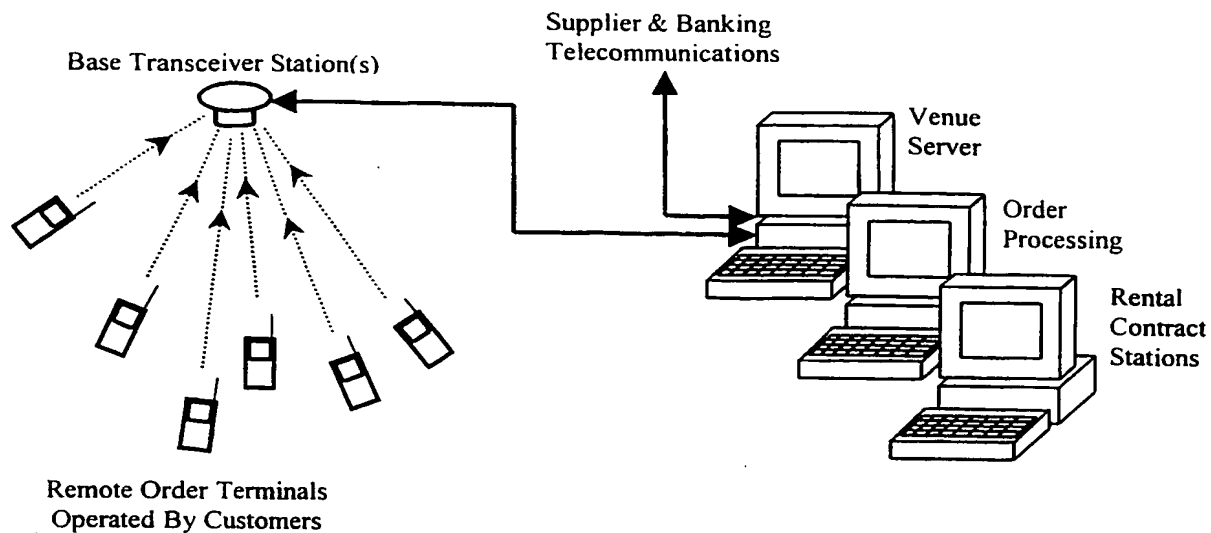 Supplier & Banking
Telecommunications
Base Transceiver Station(s)
Venue
Server
Order
Processing
Rental
Contract
Stations
Remote Order Terminals
Operated By Customers